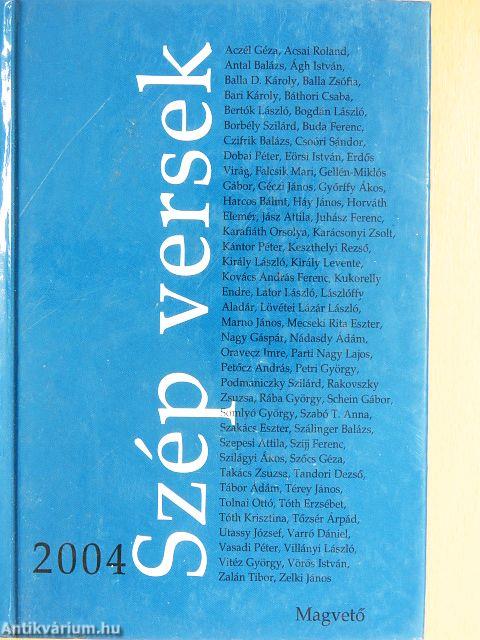 Aczél Géza, Acsai Roland,
Antal Balázs, Ágh István,
Balla D. Károly, Balla Zsófia,
Bari Károly, Báthori Csaba,
Bertók László, Bogdán László,
Borbély Szilárd, Buda Ferenc,
Czifrik Balázs, Csoóri Sándor,
Dobai Péter, Eörsi István, Erdős
Virág, Falcsik Mari, Gellén-Miklós
Gábor, Géczi János, Győrffy Ákos,
Harcos Bálint, Háy János, Horváth
Elemér, Jász Attila, Juhász Ferenc,
Karafiáth Orsolya, Karácsonyi Zsolt,
Kántor Péter, Keszthelyi Rezső,
Király László, Király Levente,
Kovács András Ferenc, Kukorelly
Endre, Lator László, Lászlóffy
Aladár, Lövétei Lázár László,
Marno János, Mecseki Rita Eszter,
Nagy Gáspár, Nádasdy Ádám,
Oravecz Imre, Parti Nagy Lajos,
Petőcz András, Petri György,
Podmaniczky Szilárd, Rakovszky
Zsuzsa, Rába György, Schein Gábor,
Somlyó György, Szabó T. Anna,
Szakács Eszter, Szálinger Balázs,
Szepesi Attila, Szijj Ferenc,
Szilágyi Ákos, Szőcs Géza,
Takács Zsuzsa, Tandori Dezső,
Tábor Ádám, Térey János,
Tolnai Ottó, Tóth Erzsébet,
Tóth Krisztina, Tőzsér Árpád,
Utassy József, Varró Dániel,
Vasadi Péter, Villányi László,
Vitéz György, Vörös István,
Zalán Tibor, Zelki János
Szép versek
2004
Magvető
Antikvárium.hu